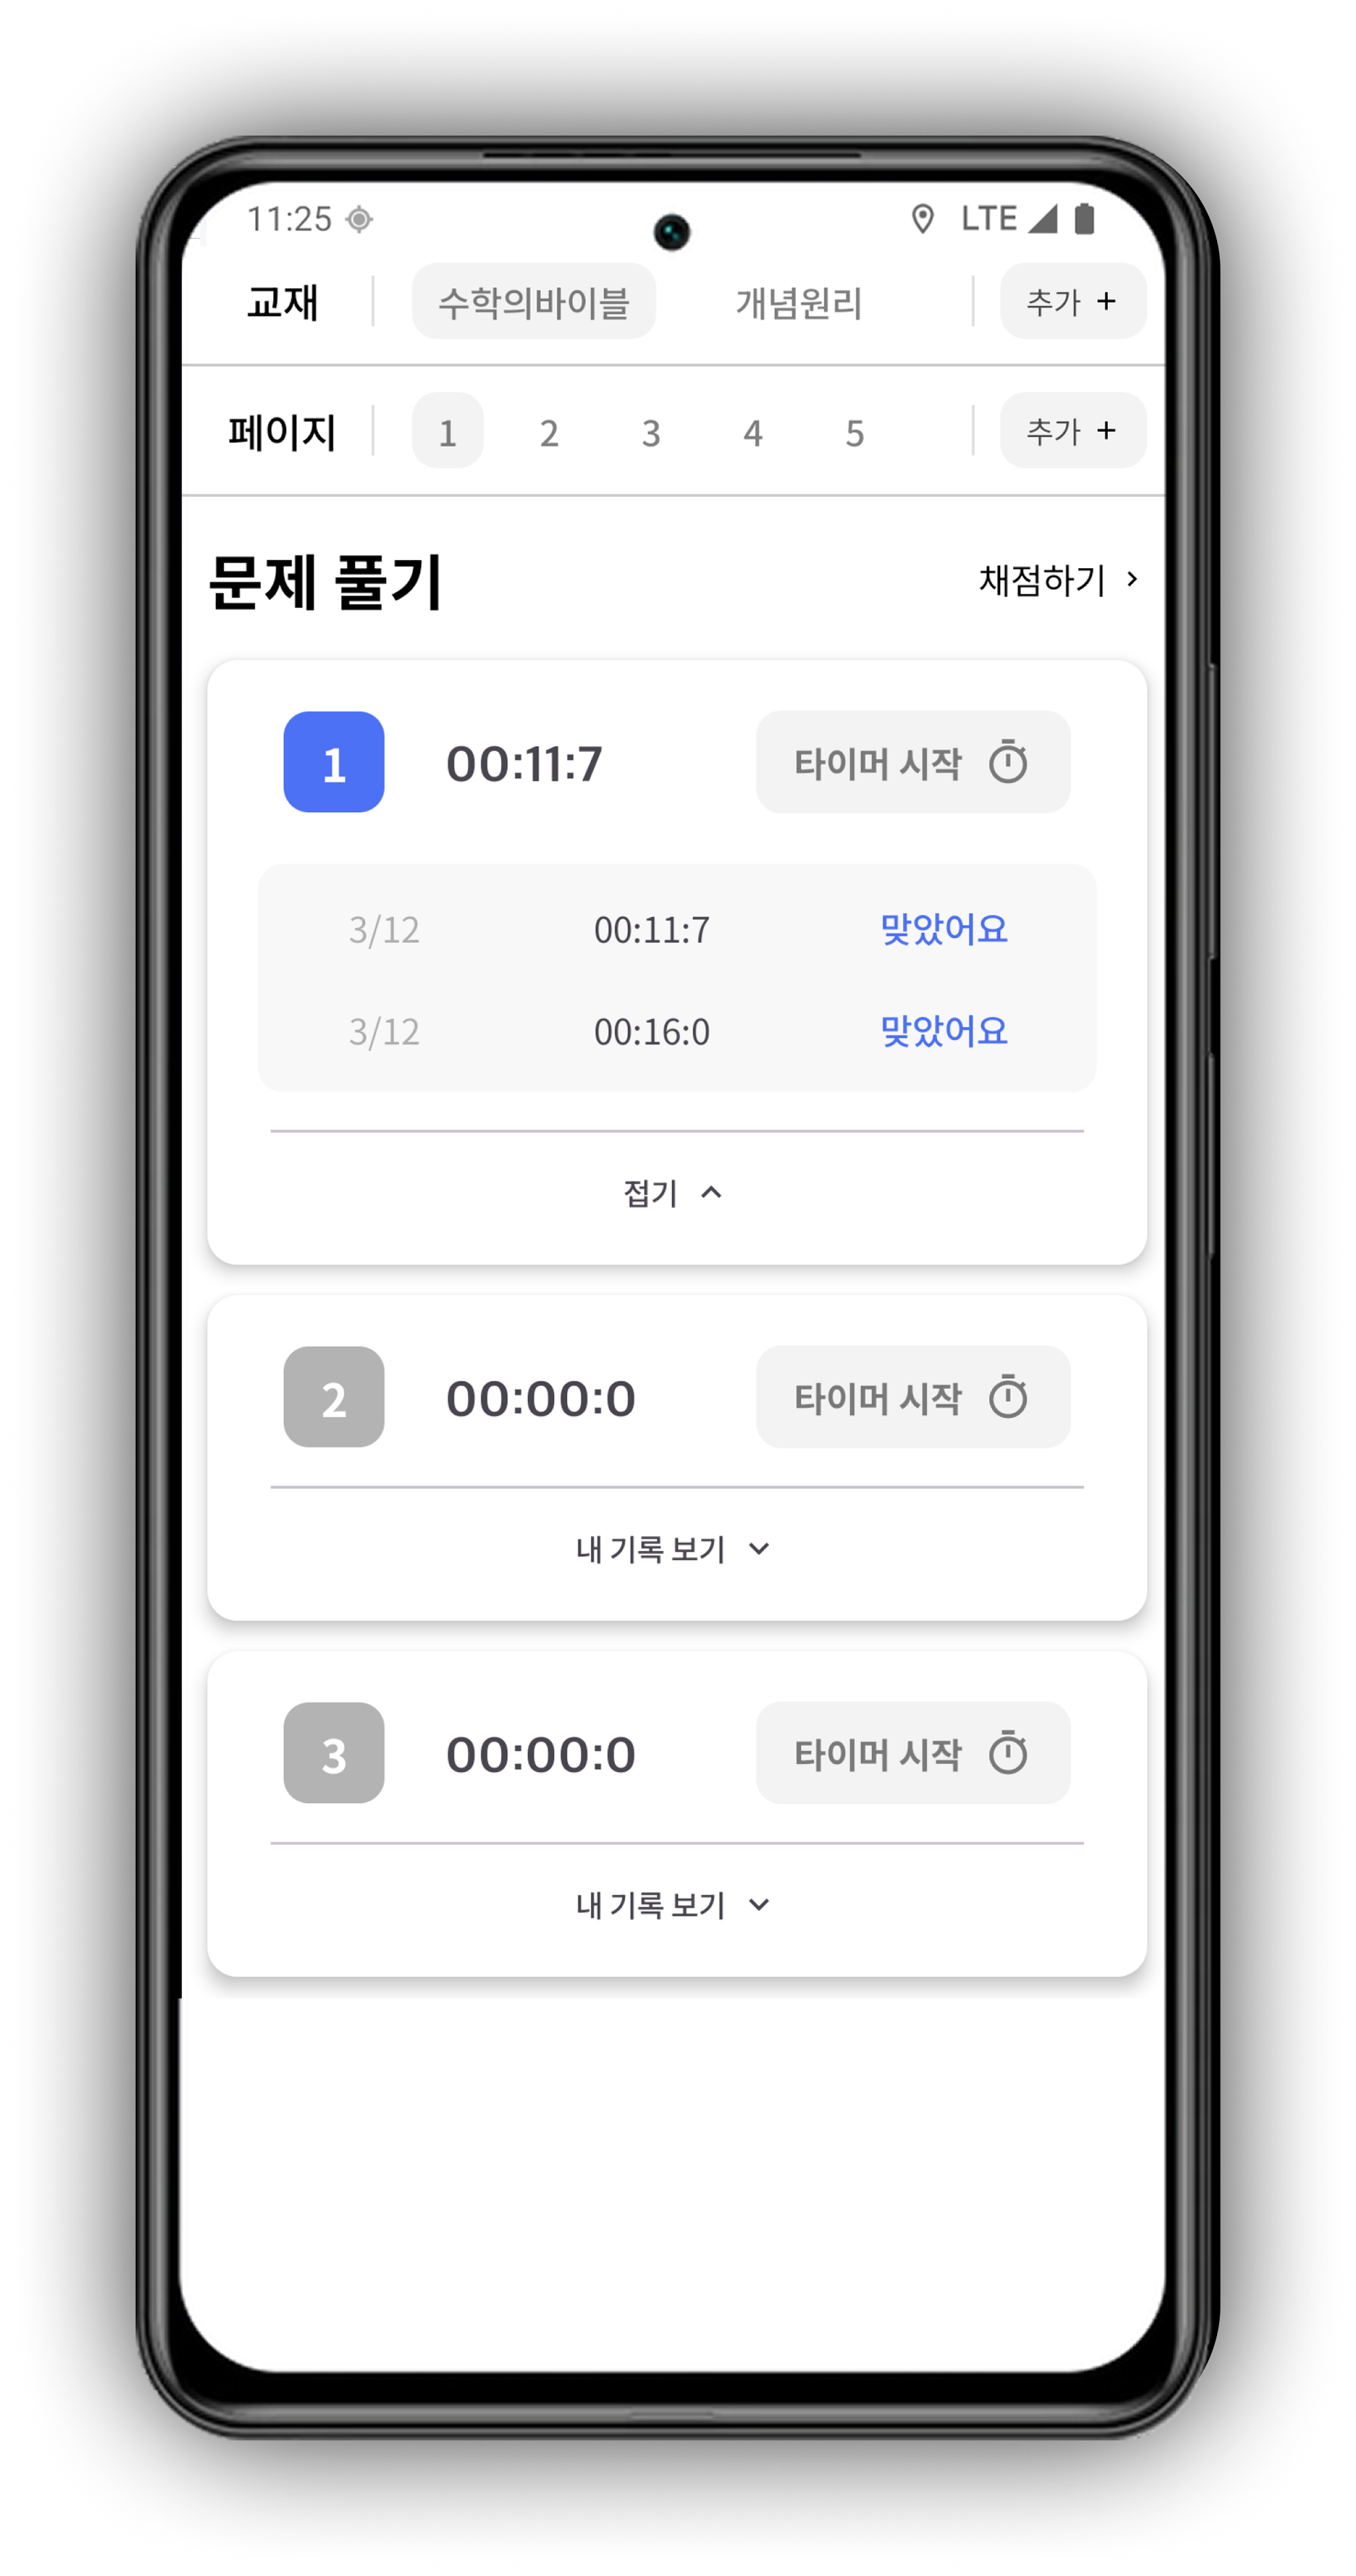 11:25 LTE
교재 수학의바이블 개념원리 추가 +
페이지 1 2 3 4 5 추가 +
문제 풀기 채점하기 >
1 00:11:7 타이머 시작
3/12 00:11:7 맞았어요
3/12 00:16:0 맞았어요
접기
2 00:00:0 타이머 시작
내 기록 보기
3 00:00:0 타이머 시작
내 기록 보기